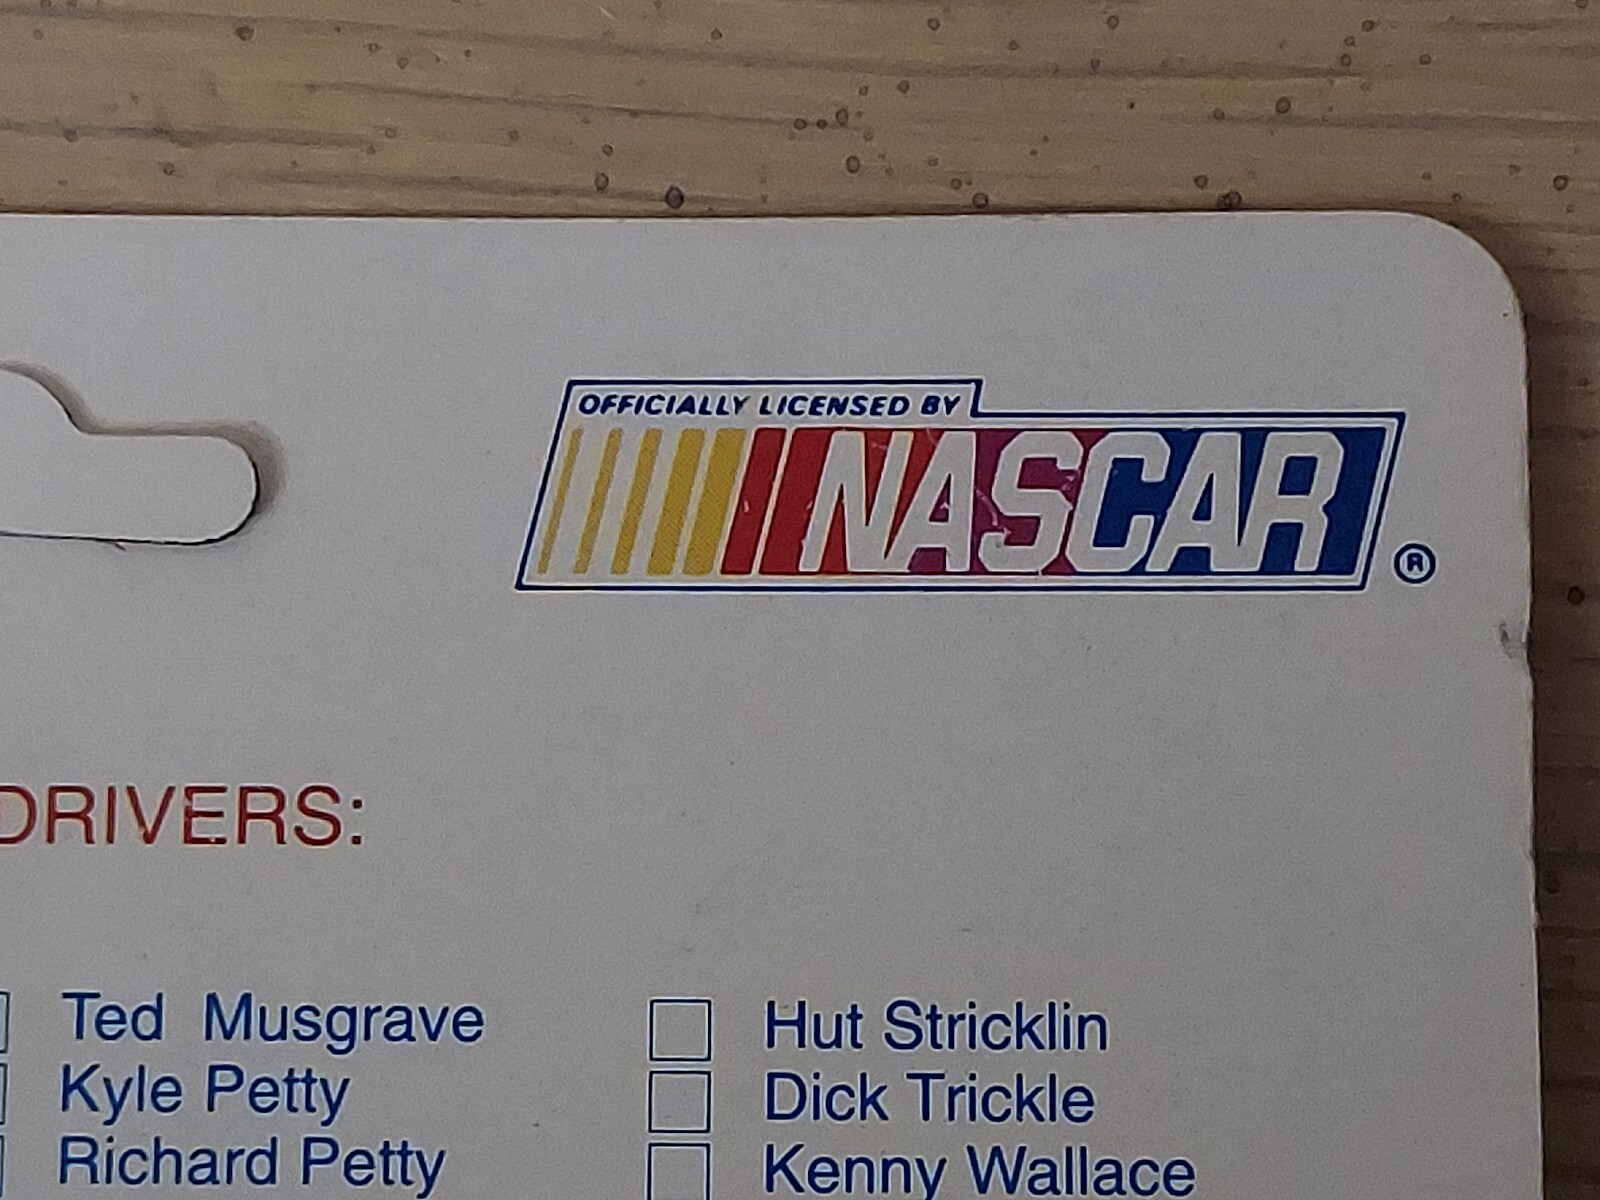 OFFICIALLY LICENSED BY
NASCAR ®
DRIVERS:
Ted Musgrave
Kyle Petty
Richard Petty
Hut Stricklin
Dick Trickle
Kenny Wallace